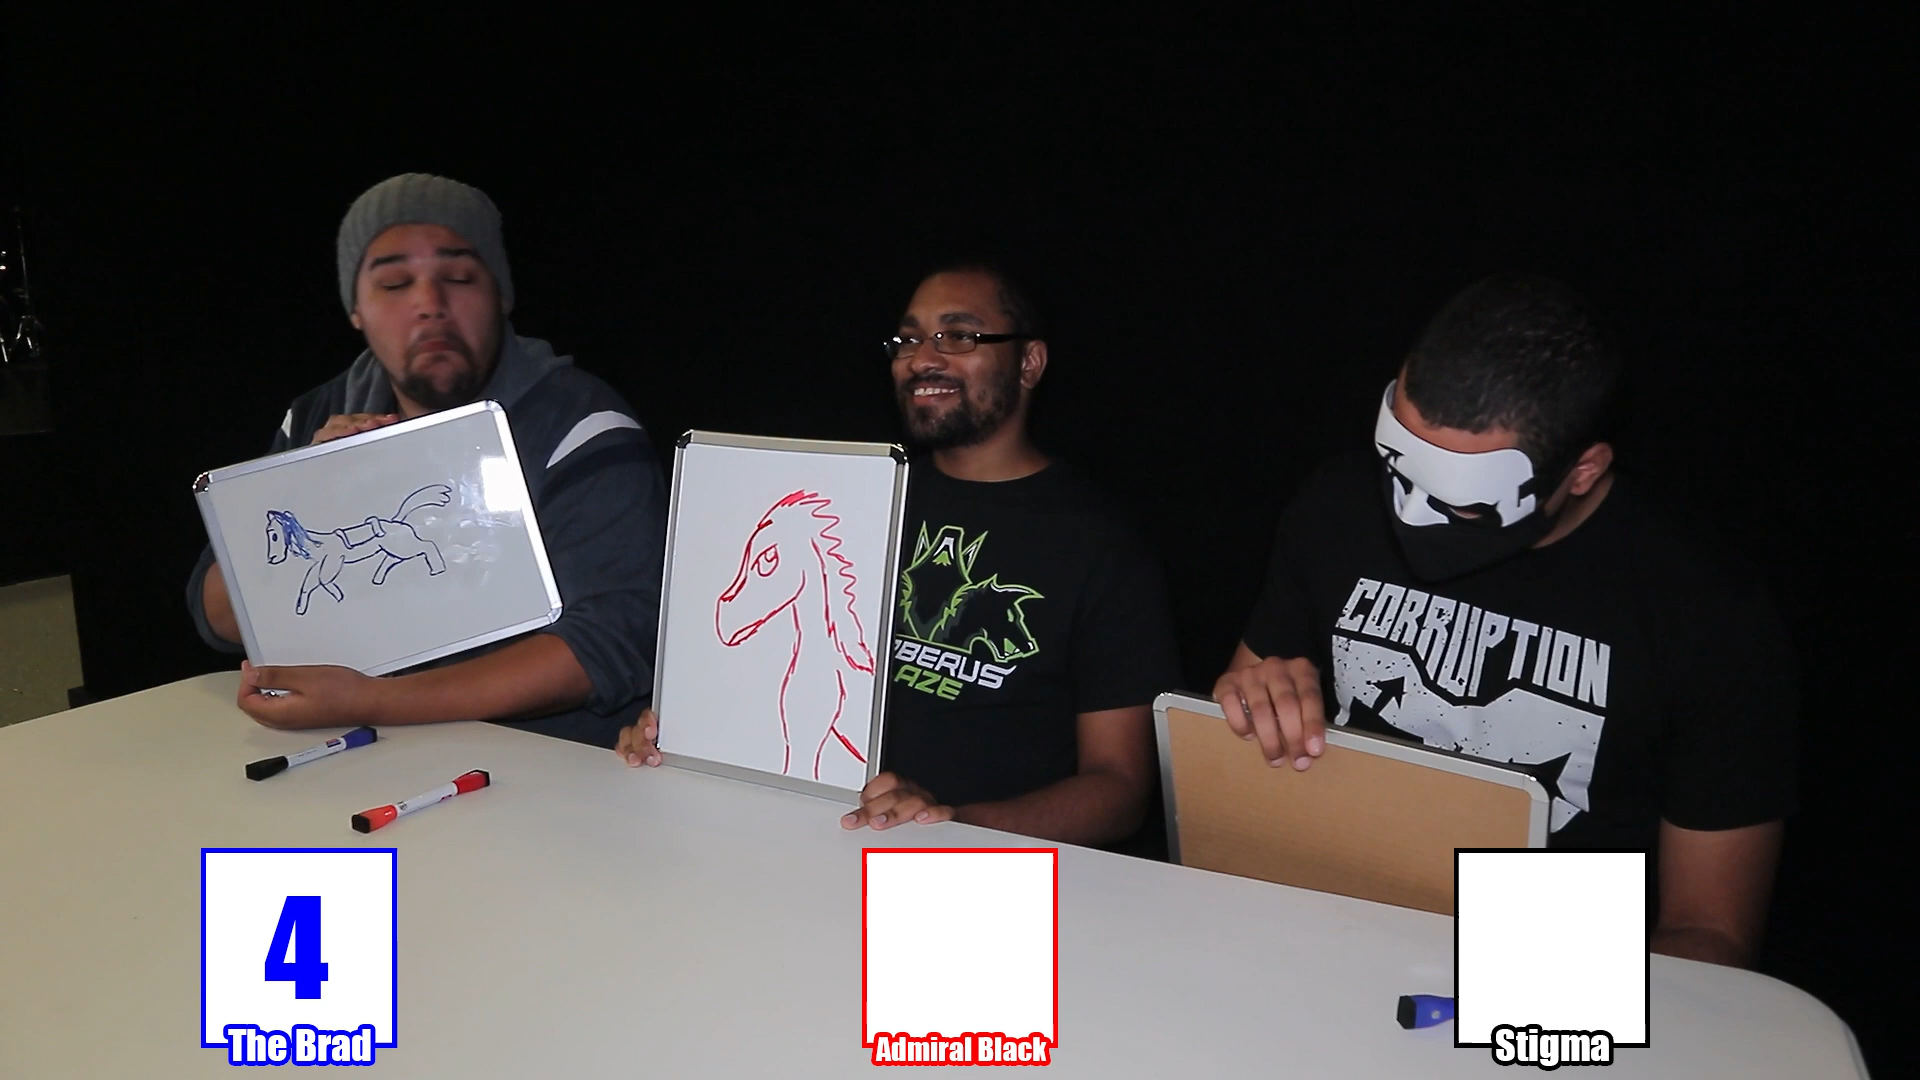 CORRUPTION
BERUS
AZE
4
The Brad
Admiral Black
Stigma